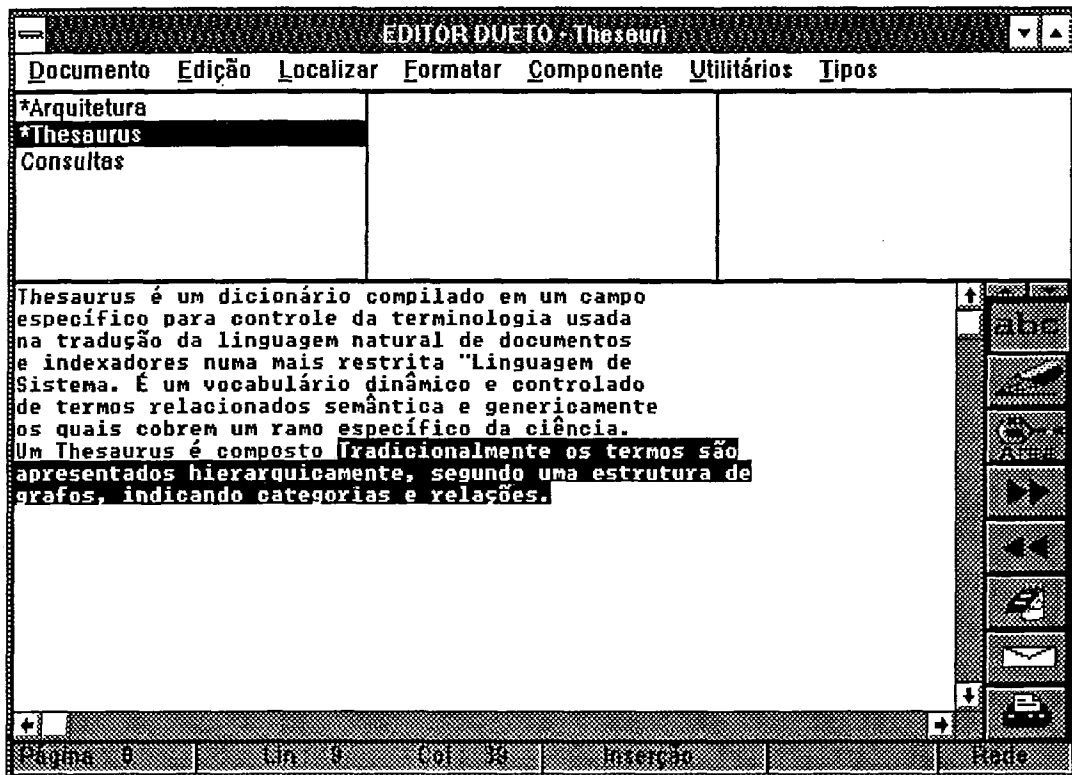 EDITOR DUETO - Thesauri
Documento Edição Localizar Formatar Componente Utilitários Tipos
*Arquitetura
*Thesaurus
Consultas
Thesaurus é um dicionário compilado em um campo
específico para controle da terminologia usada
na tradução da linguagem natural de documentos
e indexadores numa mais restrita "Linguagem de
Sistema. É um vocabulário dinâmico e controlado
de termos relacionados semântica e genericamente
os quais cobrem um ramo específico da ciência.
Um Thesaurus é composto Tradicionalmente os termos são
apresentados hierarquicamente, segundo uma estrutura de
grafos, indicando categorias e relações.
abc
Página : 0 Lin : 9 Col : 39 Inserção Rede